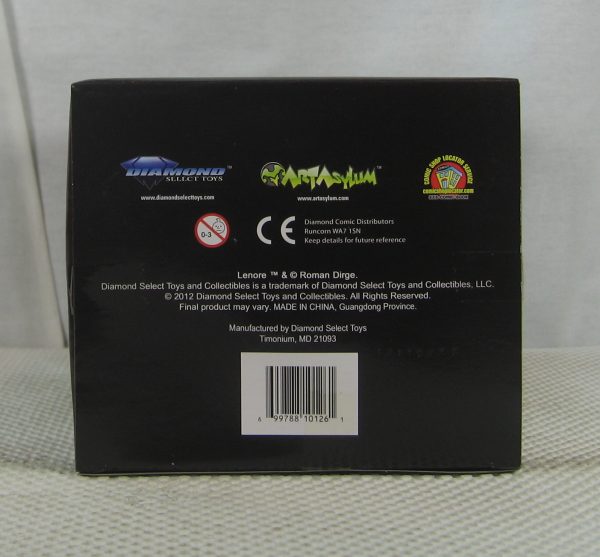 DIAMOND™
SELECT TOYS
www.diamondselecttoys.com
ARTASYLUM™
www.artasylum.com
COMIC SHOP LOCATOR SERVICE
comicshoplocator.com
0-3
CE
Diamond Comic Distributors
Runcorn WA7 1SN
Keep details for future reference
Lenore ™ & © Roman Dirge.
Diamond Select Toys and Collectibles is a trademark of Diamond Select Toys and Collectibles, LLC.
© 2012 Diamond Select Toys and Collectibles. All Rights Reserved.
Final product may vary. MADE IN CHINA, Guangdong Province.
Manufactured by Diamond Select Toys
Timonium, MD 21093
6 99788 10126 1